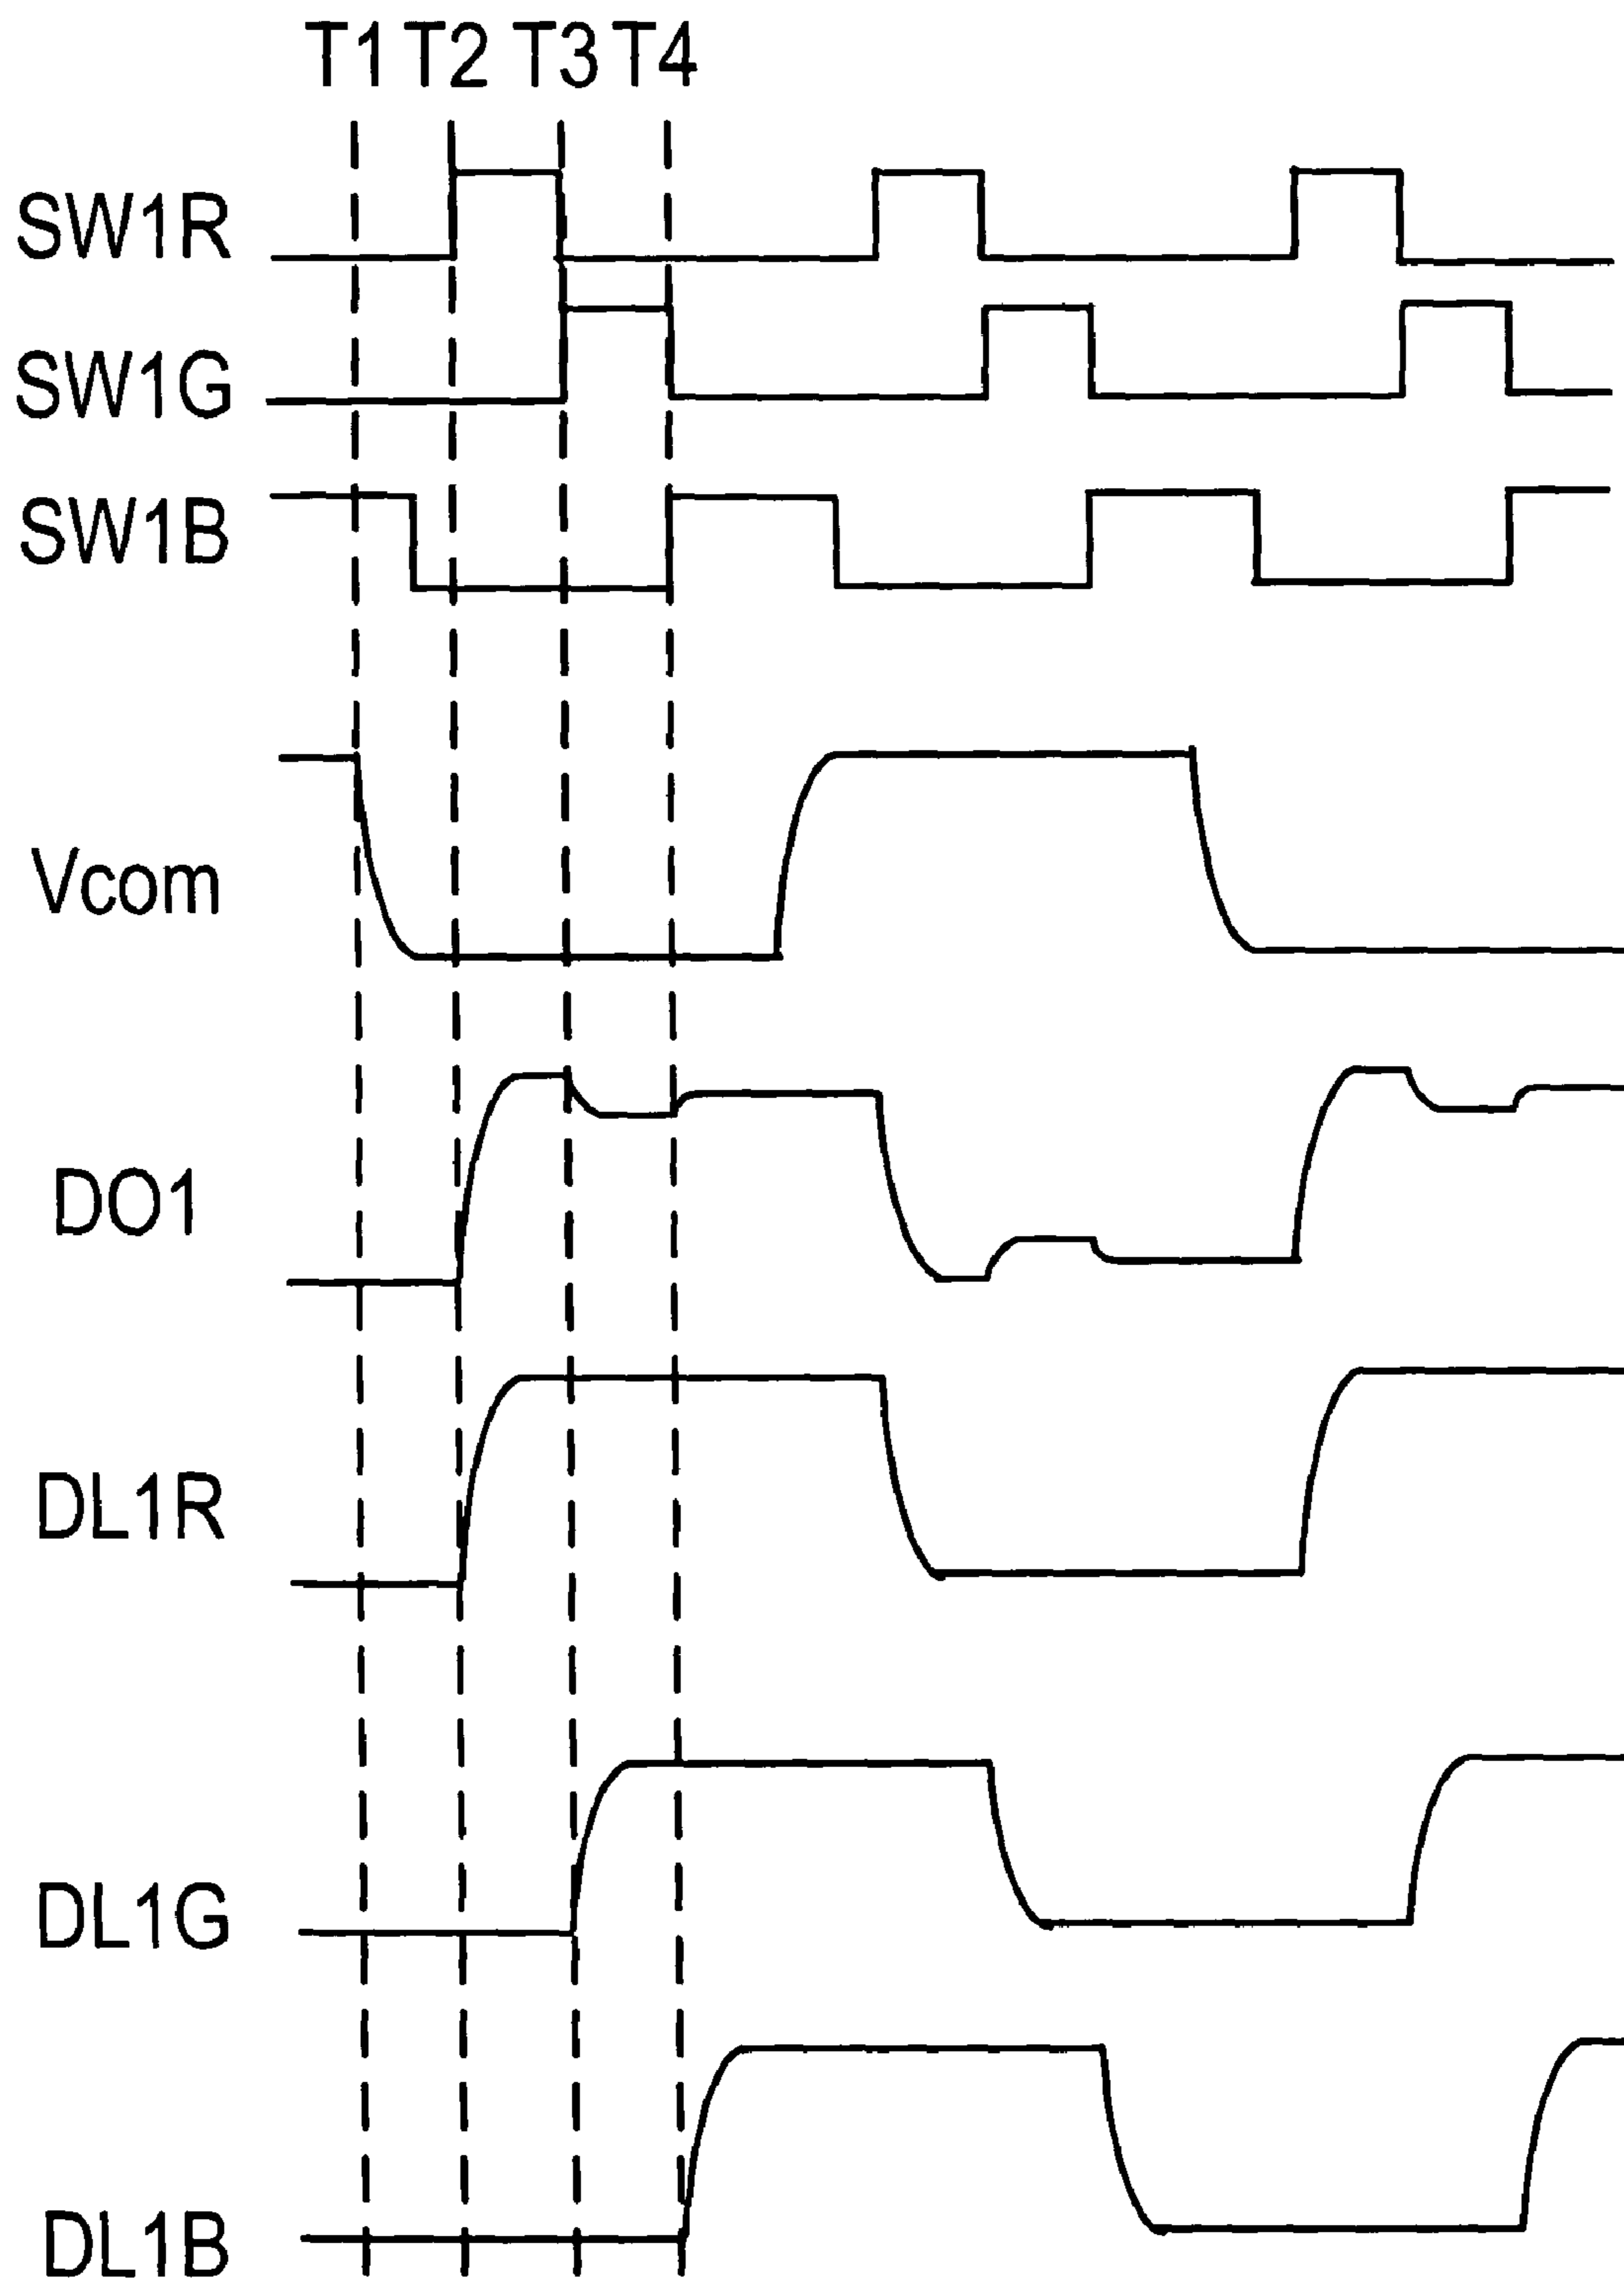 T1 T2 T3 T4
SW1R
SW1G
SW1B
Vcom
DO1
DL1R
DL1G
DL1B